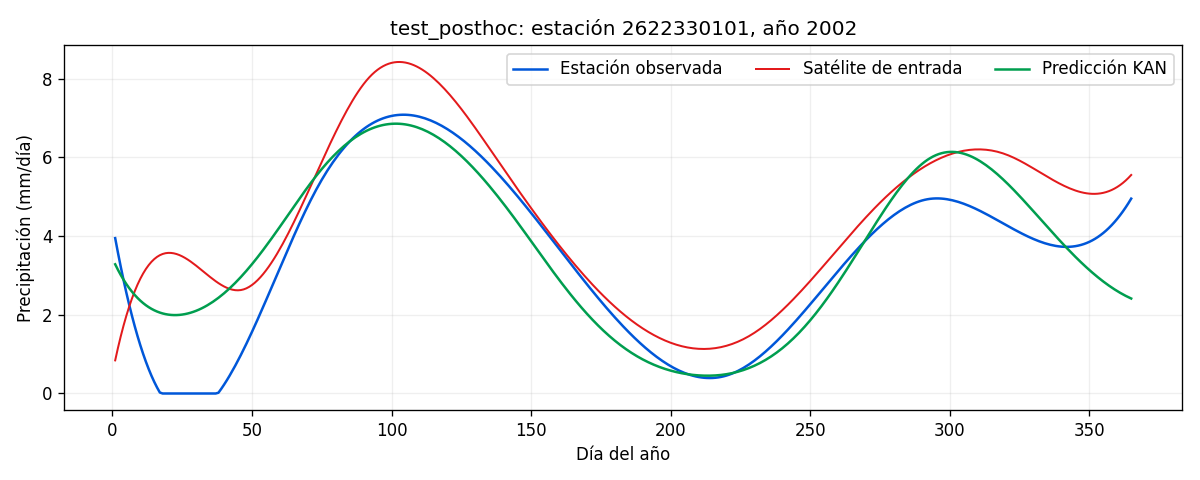 test_posthoc: estación 2622330101, año 2002
Estación observada
Satélite de entrada
Predicción KAN
Precipitación (mm/día)
8
6
4
2
0
0 50 100 150 200 250 300 350
Día del año